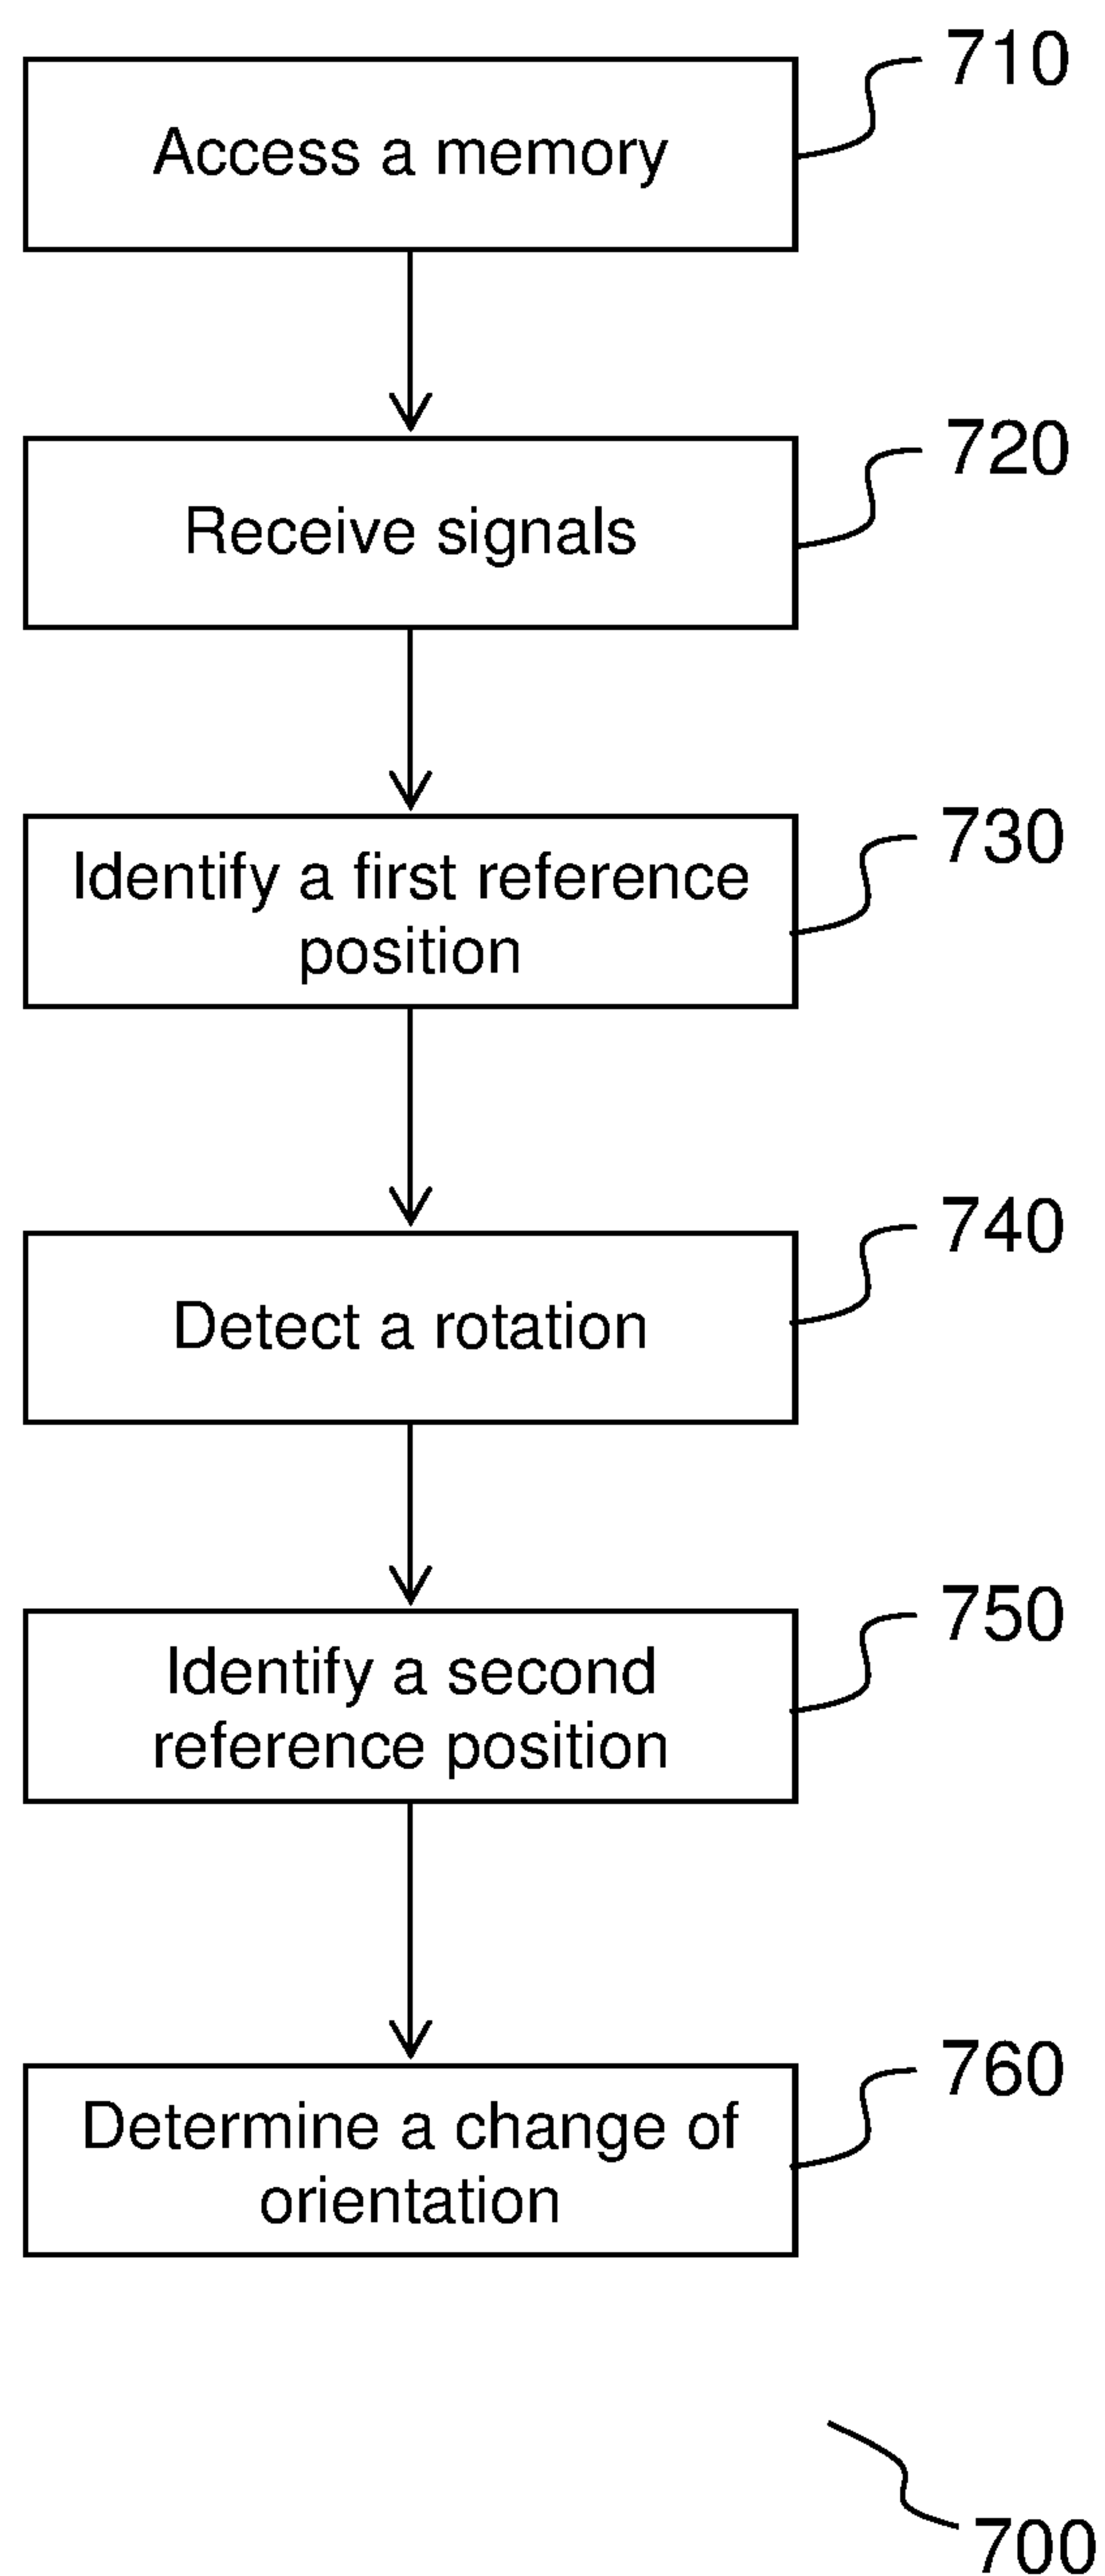 710
Access a memory
720
Receive signals
730
Identify a first reference
position
740
Detect a rotation
750
Identify a second
reference position
760
Determine a change of
orientation
700